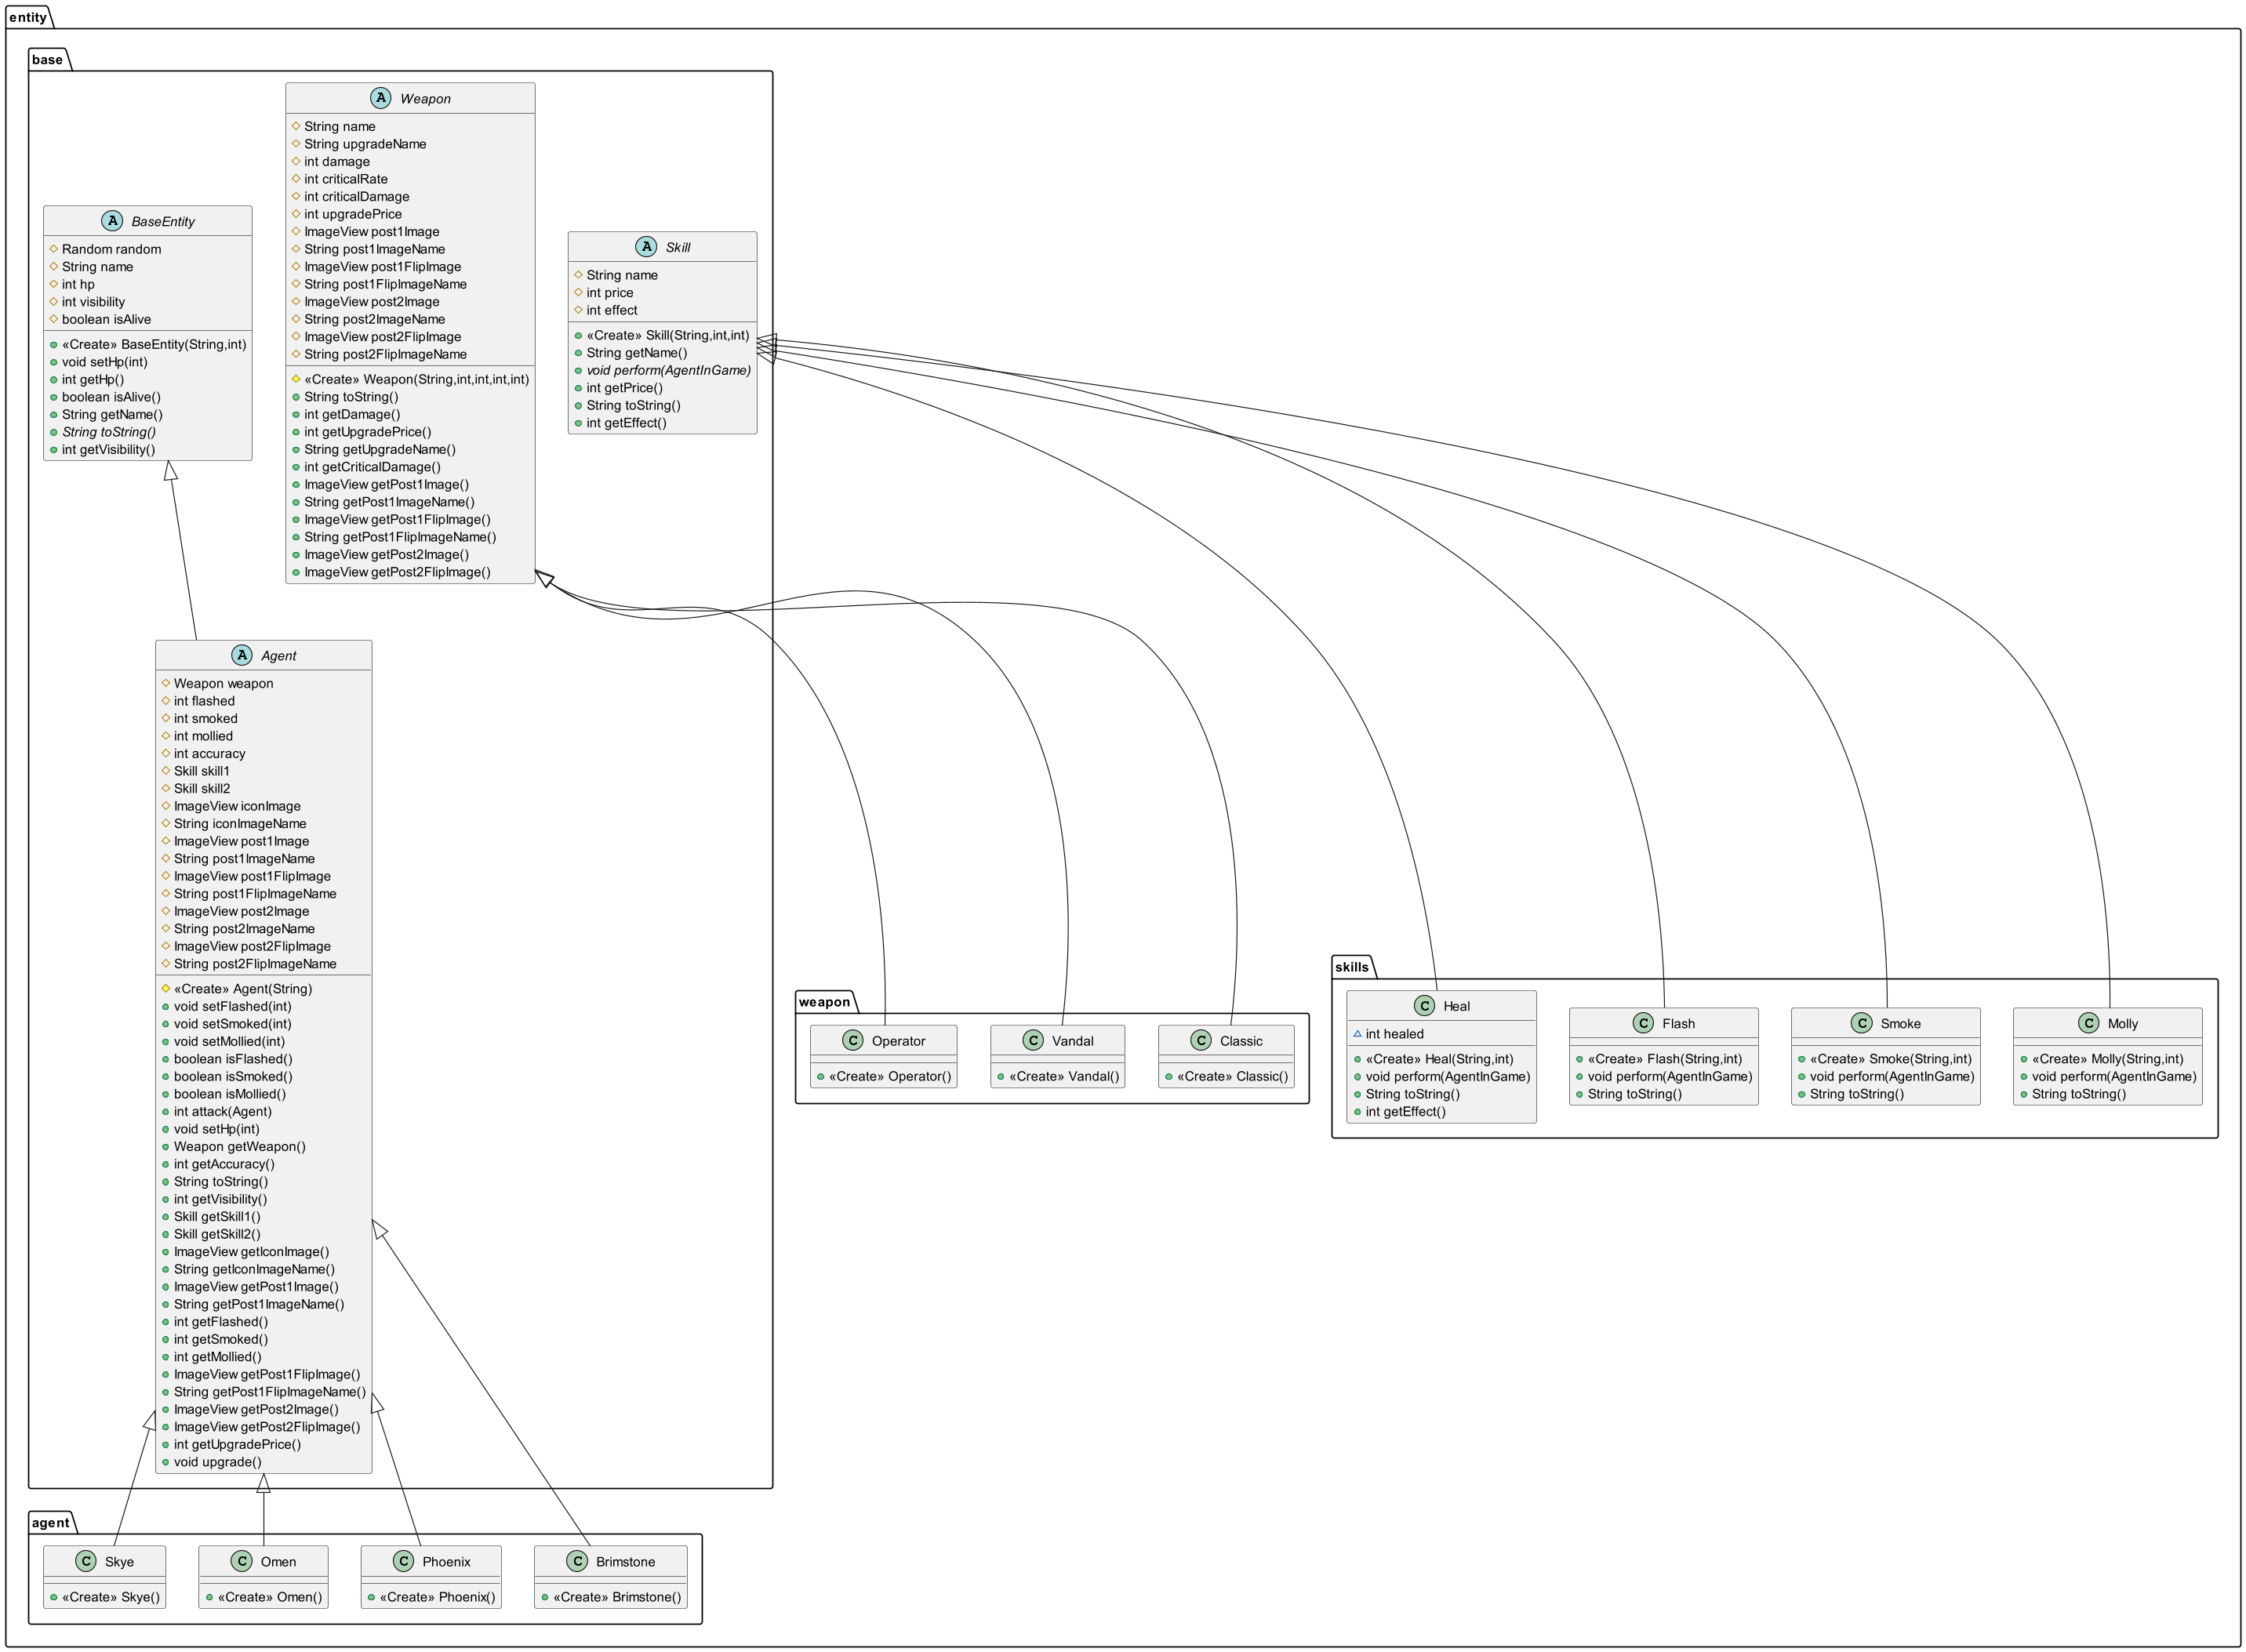 entity
base
A Weapon
String name
String upgradeName
int damage
int criticalRate
int criticalDamage
int upgradePrice
ImageView post1Image
String post1ImageName
ImageView post1FlipImage
String post1FlipImageName
ImageView post2Image
String post2ImageName
ImageView post2FlipImage
String post2FlipImageName
«Create» Weapon(String,int,int,int,int)
String toString()
int getDamage()
int getUpgradePrice()
String getUpgradeName()
int getCriticalDamage()
ImageView getPost1Image()
String getPost1ImageName()
ImageView getPost1FlipImage()
String getPost1FlipImageName()
ImageView getPost2Image()
ImageView getPost2FlipImage()
A BaseEntity
Random random
String name
int hp
int visibility
boolean isAlive
«Create» BaseEntity(String,int)
void setHp(int)
int getHp()
boolean isAlive()
String getName()
String toString()
int getVisibility()
A Skill
String name
int price
int effect
«Create» Skill(String,int,int)
String getName()
void perform(AgentInGame)
int getPrice()
String toString()
int getEffect()
A Agent
Weapon weapon
int flashed
int smoked
int mollied
int accuracy
Skill skill1
Skill skill2
ImageView iconImage
String iconImageName
ImageView post1Image
String post1ImageName
ImageView post1FlipImage
String post1FlipImageName
ImageView post2Image
String post2ImageName
ImageView post2FlipImage
String post2FlipImageName
«Create» Agent(String)
void setFlashed(int)
void setSmoked(int)
void setMollied(int)
boolean isFlashed()
boolean isSmoked()
boolean isMollied()
int attack(Agent)
void setHp(int)
Weapon getWeapon()
int getAccuracy()
String toString()
int getVisibility()
Skill getSkill1()
Skill getSkill2()
ImageView getIconImage()
String getIconImageName()
ImageView getPost1Image()
String getPost1ImageName()
int getFlashed()
int getSmoked()
int getMollied()
ImageView getPost1FlipImage()
String getPost1FlipImageName()
ImageView getPost2Image()
ImageView getPost2FlipImage()
int getUpgradePrice()
void upgrade()
weapon
C Operator
«Create» Operator()
C Vandal
«Create» Vandal()
C Classic
«Create» Classic()
skills
C Heal
~ int healed
«Create» Heal(String,int)
void perform(AgentInGame)
String toString()
int getEffect()
C Flash
«Create» Flash(String,int)
void perform(AgentInGame)
String toString()
C Smoke
«Create» Smoke(String,int)
void perform(AgentInGame)
String toString()
C Molly
«Create» Molly(String,int)
void perform(AgentInGame)
String toString()
agent
C Skye
«Create» Skye()
C Omen
«Create» Omen()
C Phoenix
«Create» Phoenix()
C Brimstone
«Create» Brimstone()